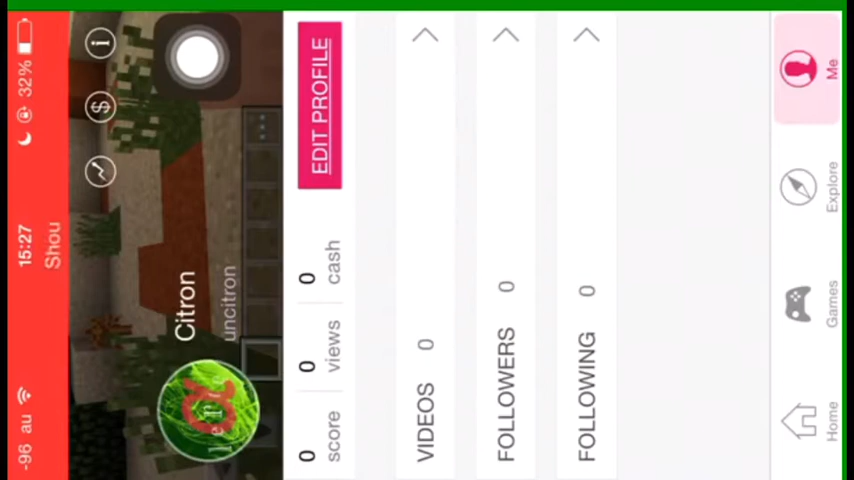 -96 au 15:27 32%
Shou
Citron
uncitron
0 score
0 views
0 cash
EDIT PROFILE
VIDEOS 0
FOLLOWERS 0
FOLLOWING 0
Home
Games
Explore
Me